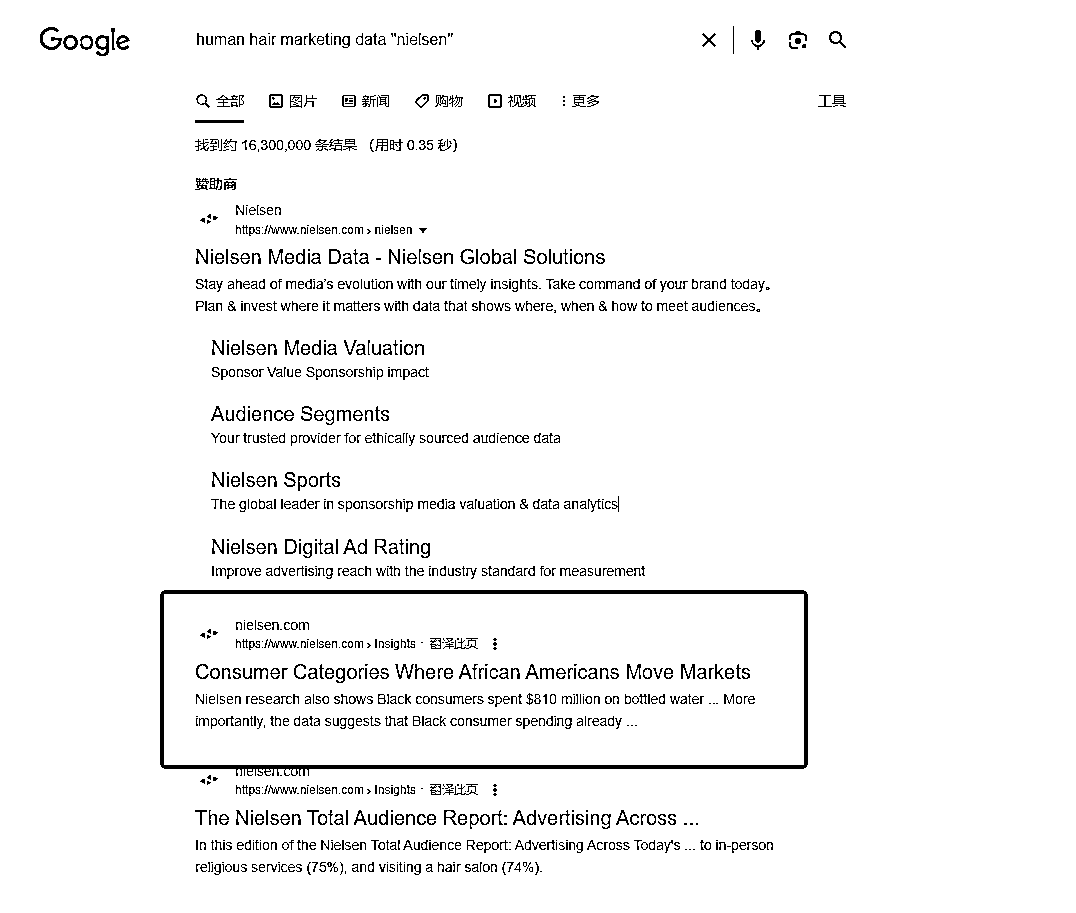 Google
human hair marketing data "nielsen"
全部 图片 新闻 购物 视频 更多 工具
找到约 16,300,000 条结果 (用时 0.35 秒)
赞助商
Nielsen
https://www.nielsen.com › nielsen
Nielsen Media Data - Nielsen Global Solutions
Stay ahead of media's evolution with our timely insights. Take command of your brand today。
Plan & invest where it matters with data that shows where, when & how to meet audiences。
Nielsen Media Valuation
Sponsor Value Sponsorship impact
Audience Segments
Your trusted provider for ethically sourced audience data
Nielsen Sports
The global leader in sponsorship media valuation & data analytics
Nielsen Digital Ad Rating
Improve advertising reach with the industry standard for measurement
nielsen.com
https://www.nielsen.com › Insights · 翻译此页
Consumer Categories Where African Americans Move Markets
Nielsen research also shows Black consumers spent $810 million on bottled water ... More
importantly, the data suggests that Black consumer spending already ...
nielsen.com
https://www.nielsen.com › Insights · 翻译此页
The Nielsen Total Audience Report: Advertising Across ...
In this edition of the Nielsen Total Audience Report: Advertising Across Today's ... to in-person
religious services (75%), and visiting a hair salon (74%).